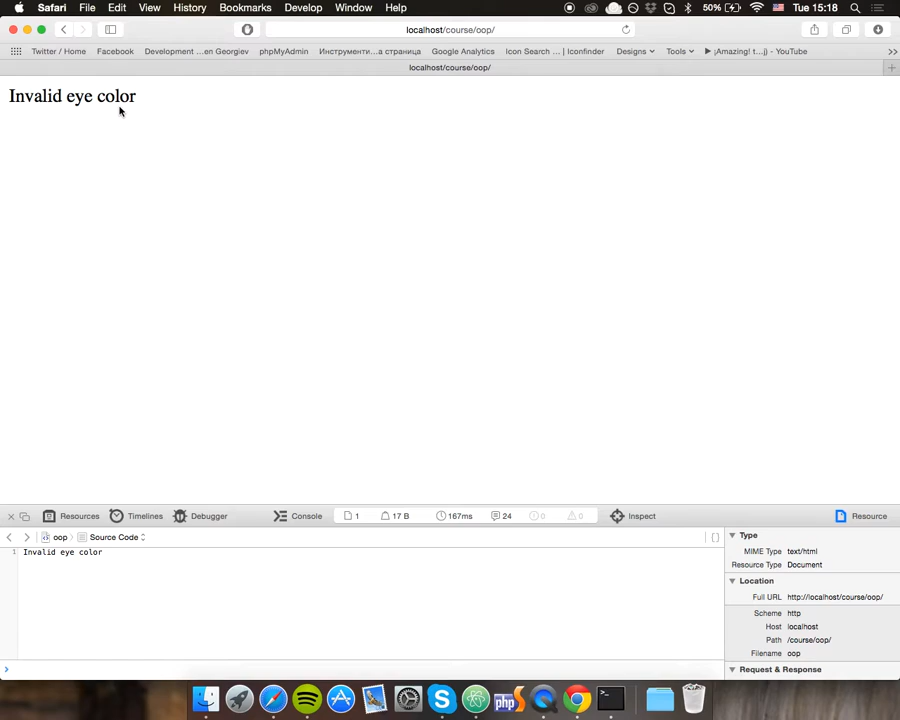 Safari File Edit View History Bookmarks Develop Window Help 50% Tue 15:18
localhost/course/oop/
Twitter / Home Facebook Development ...en Georgiev phpMyAdmin Инструменти...а страница Google Analytics Icon Search ... | Iconfinder Designs Tools ► ¡Amazing! t...j) - YouTube
localhost/course/oop/
Invalid eye color
Resources Timelines Debugger Console 1 17 B 167ms 24 0 0 Inspect Resource
oop Source Code
1 Invalid eye color
Type
MIME Type text/html
Resource Type Document
Location
Full URL http://localhost/course/oop/
Scheme http
Host localhost
Path /course/oop/
Filename oop
Request & Response
php